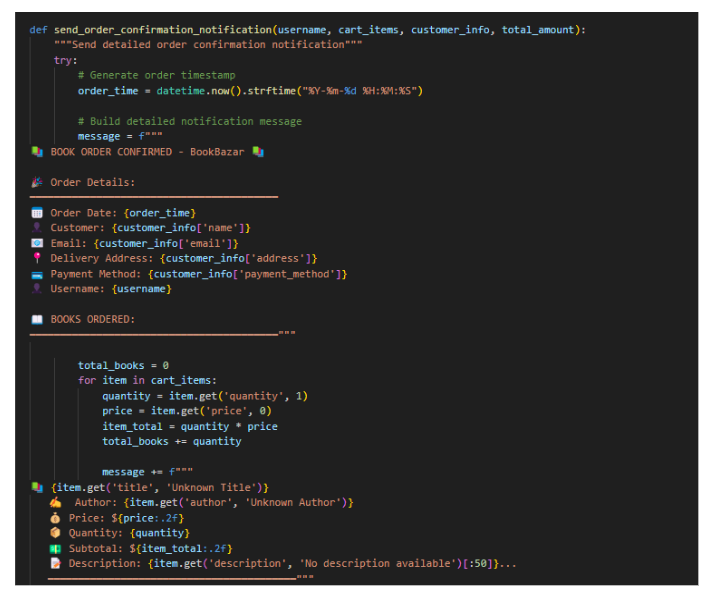 def send_order_confirmation_notification(username, cart_items, customer_info, total_amount):
"""Send detailed order confirmation notification"""
try:
# Generate order timestamp
order_time = datetime.now().strftime("%Y-%m-%d %H:%M:%S")
# Build detailed notification message
message = f"""
📚 BOOK ORDER CONFIRMED - BookBazar 📚
🎉 Order Details:
━━━━━━━━━━━━━━━━━━━━━━━━━━━━━━━━━━━
📅 Order Date: {order_time}
👤 Customer: {customer_info['name']}
📧 Email: {customer_info['email']}
📍 Delivery Address: {customer_info['address']}
💳 Payment Method: {customer_info['payment_method']}
👤 Username: {username}
📖 BOOKS ORDERED:
━━━━━━━━━━━━━━━━━━━━━━━━━━━━━━━━━━━"""
total_books = 0
for item in cart_items:
quantity = item.get('quantity', 1)
price = item.get('price', 0)
item_total = quantity * price
total_books += quantity
message += f"""
📚 {item.get('title', 'Unknown Title')}
✍️ Author: {item.get('author', 'Unknown Author')}
💰 Price: ${price:.2f}
📦 Quantity: {quantity}
💵 Subtotal: ${item_total:.2f}
📝 Description: {item.get('description', 'No description available')[:50]}...
━━━━━━━━━━━━━━━━━━━━━━━━━━━━━━━━━━━"""